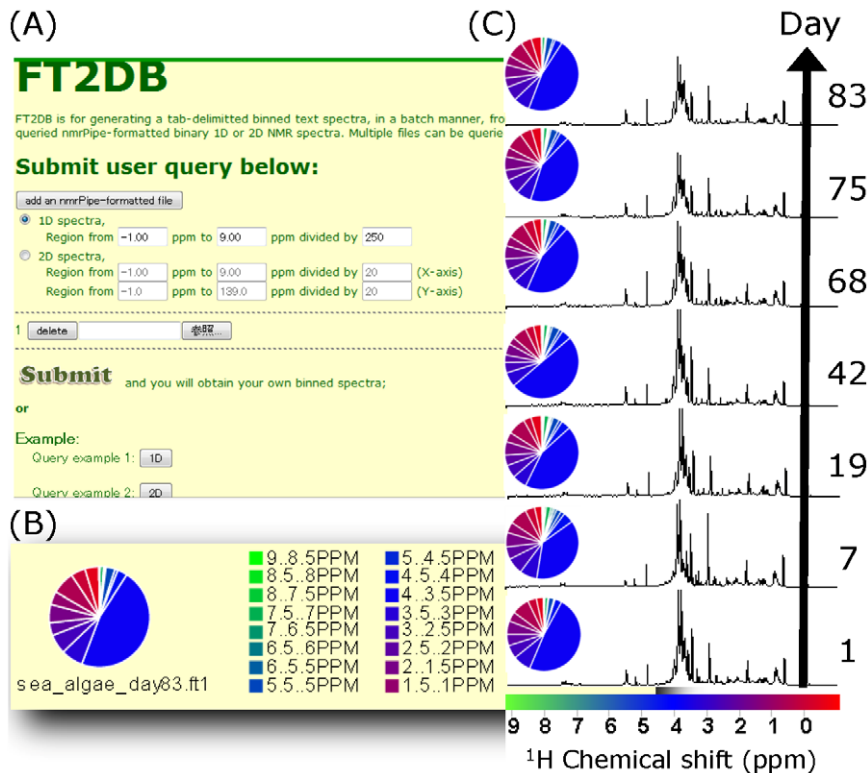 (A)
FT2DB
FT2DB is for generating a tab-delimitted binned text spectra, in a batch manner, fro
queried nmrPipe-formatted binary 1D or 2D NMR spectra. Multiple files can be querie
Submit user query below:
add an nmrPipe-formatted file
1D spectra,
Region from -1.00 ppm to 9.00 ppm divided by 250
2D spectra,
Region from -1.00 ppm to 9.00 ppm divided by 20 (X-axis)
Region from -1.0 ppm to 139.0 ppm divided by 20 (Y-axis)
1 delete 参照...
Submit and you will obtain your own binned spectra;
or
Example:
Query example 1: 1D
Query example 2: 2D
(B)
sea_algae_day83.ft1
9..8.5PPM
8.5..8PPM
8..7.5PPM
7.5..7PPM
7..6.5PPM
6.5..6PPM
6..5.5PPM
5.5..5PPM
5..4.5PPM
4.5..4PPM
4..3.5PPM
3.5..3PPM
3..2.5PPM
2.5..2PPM
2..1.5PPM
1.5..1PPM
(C)
Day
83
75
68
42
19
7
1
9 8 7 6 5 4 3 2 1 0
¹H Chemical shift (ppm)